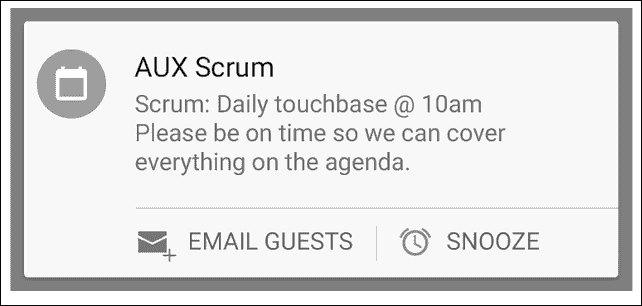 AUX Scrum
Scrum: Daily touchbase @ 10am
Please be on time so we can cover
everything on the agenda.
EMAIL GUESTS
SNOOZE